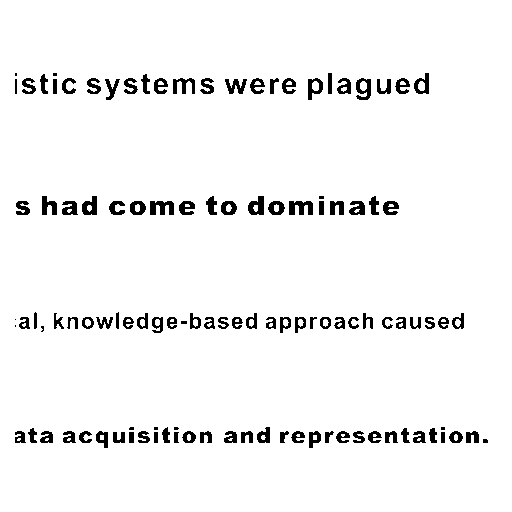 istic systems were plagued
s had come to dominate
al, knowledge-based approach caused
ata acquisition and representation.